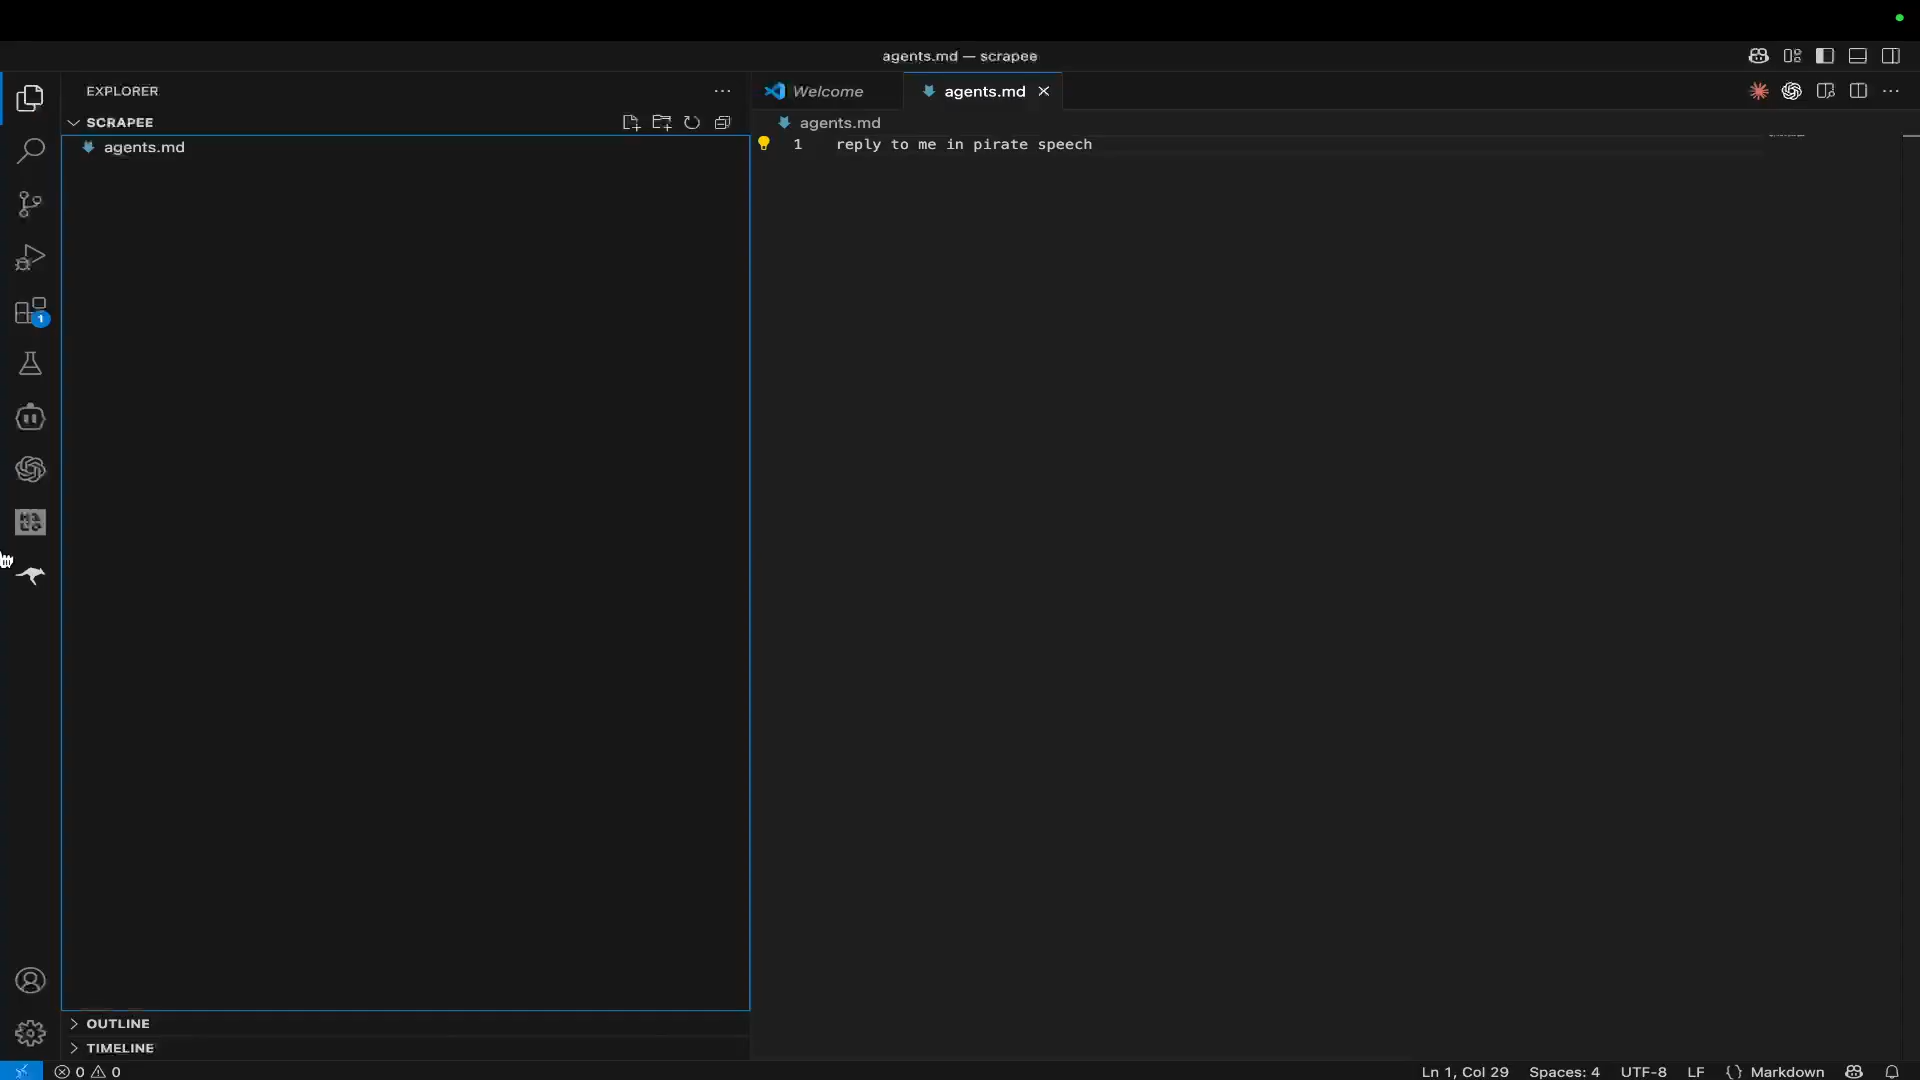 agents.md — scrapee
EXPLORER
SCRAPEE
agents.md
Welcome
agents.md
agents.md
1 reply to me in pirate speech
1
OUTLINE
TIMELINE
0 0
Ln 1, Col 29 Spaces: 4 UTF-8 LF {} Markdown